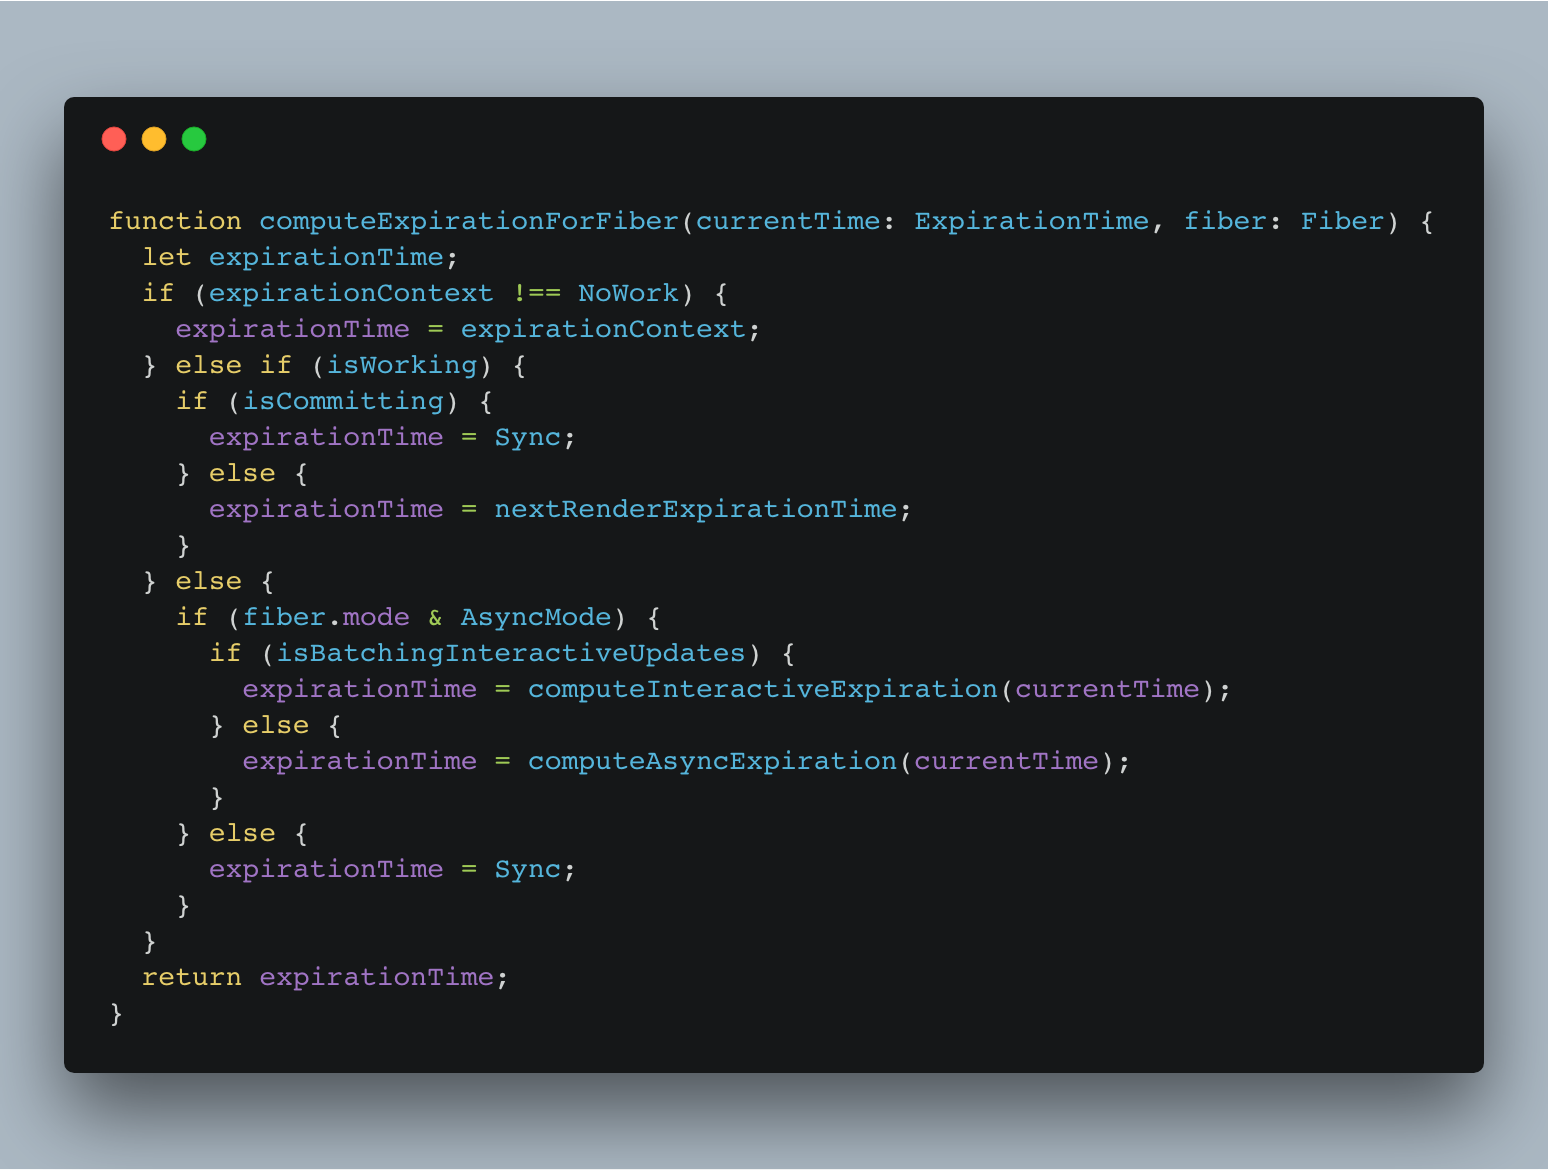 function computeExpirationForFiber(currentTime: ExpirationTime, fiber: Fiber) {
  let expirationTime;
  if (expirationContext !== NoWork) {
    expirationTime = expirationContext;
  } else if (isWorking) {
    if (isCommitting) {
      expirationTime = Sync;
    } else {
      expirationTime = nextRenderExpirationTime;
    }
  } else {
    if (fiber.mode & AsyncMode) {
      if (isBatchingInteractiveUpdates) {
        expirationTime = computeInteractiveExpiration(currentTime);
      } else {
        expirationTime = computeAsyncExpiration(currentTime);
      }
    } else {
      expirationTime = Sync;
    }
  }
  return expirationTime;
}